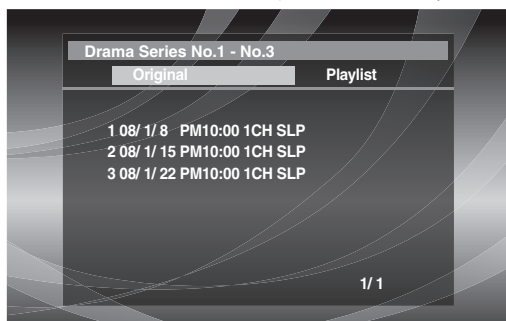 Drama Series No.1 - No.3
Original Playlist
1 08/ 1/ 8 PM10:00 1CH SLP
2 08/ 1/ 15 PM10:00 1CH SLP
3 08/ 1/ 22 PM10:00 1CH SLP
1/ 1